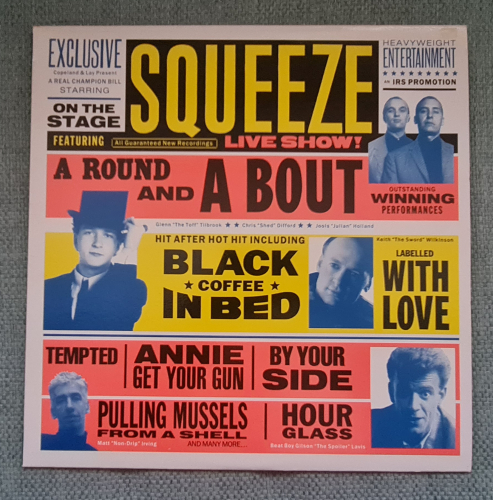 EXCLUSIVE
Copeland & Las Present
A REAL CHAMPION BILL
STARRING
ON THE
STAGE
SQUEEZE
HEAVYWEIGHT
ENTERTAINMENT
AN IRS PROMOTION
FEATURING All Guaranteed New Recordings LIVE SHOW!
A ROUND
AND A BOUT
OUTSTANDING
WINNING
PERFORMANCES
Glenn "The Tuff" Tilbrook ★★ Chris "Shed" Difford ★★ Jools "Julian" Holland
HIT AFTER HOT HIT INCLUDING
BLACK
★ COFFEE ★
IN BED
Keith "The Sword" Wilkinson
LABELLED
WITH
LOVE
TEMPTED
ANNIE
GET YOUR GUN
BY YOUR
SIDE
PULLING MUSSELS
FROM A SHELL
AND MANY MORE....
HOUR
GLASS
Matt "Non-Drip" Irving
Beat Boy Gilson "The Spoiler" Lavis